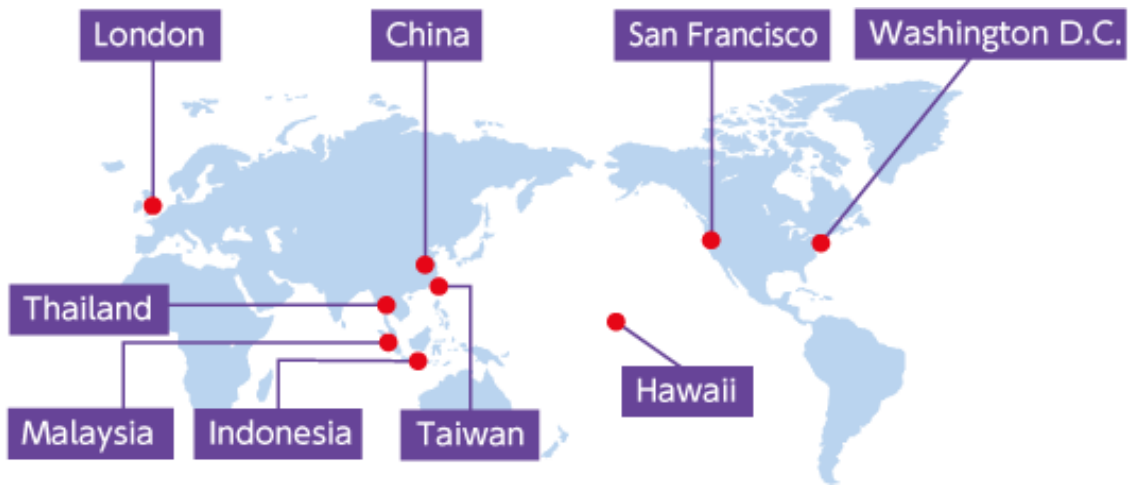 London
China
San Francisco
Washington D.C.
Thailand
Malaysia
Indonesia
Taiwan
Hawaii